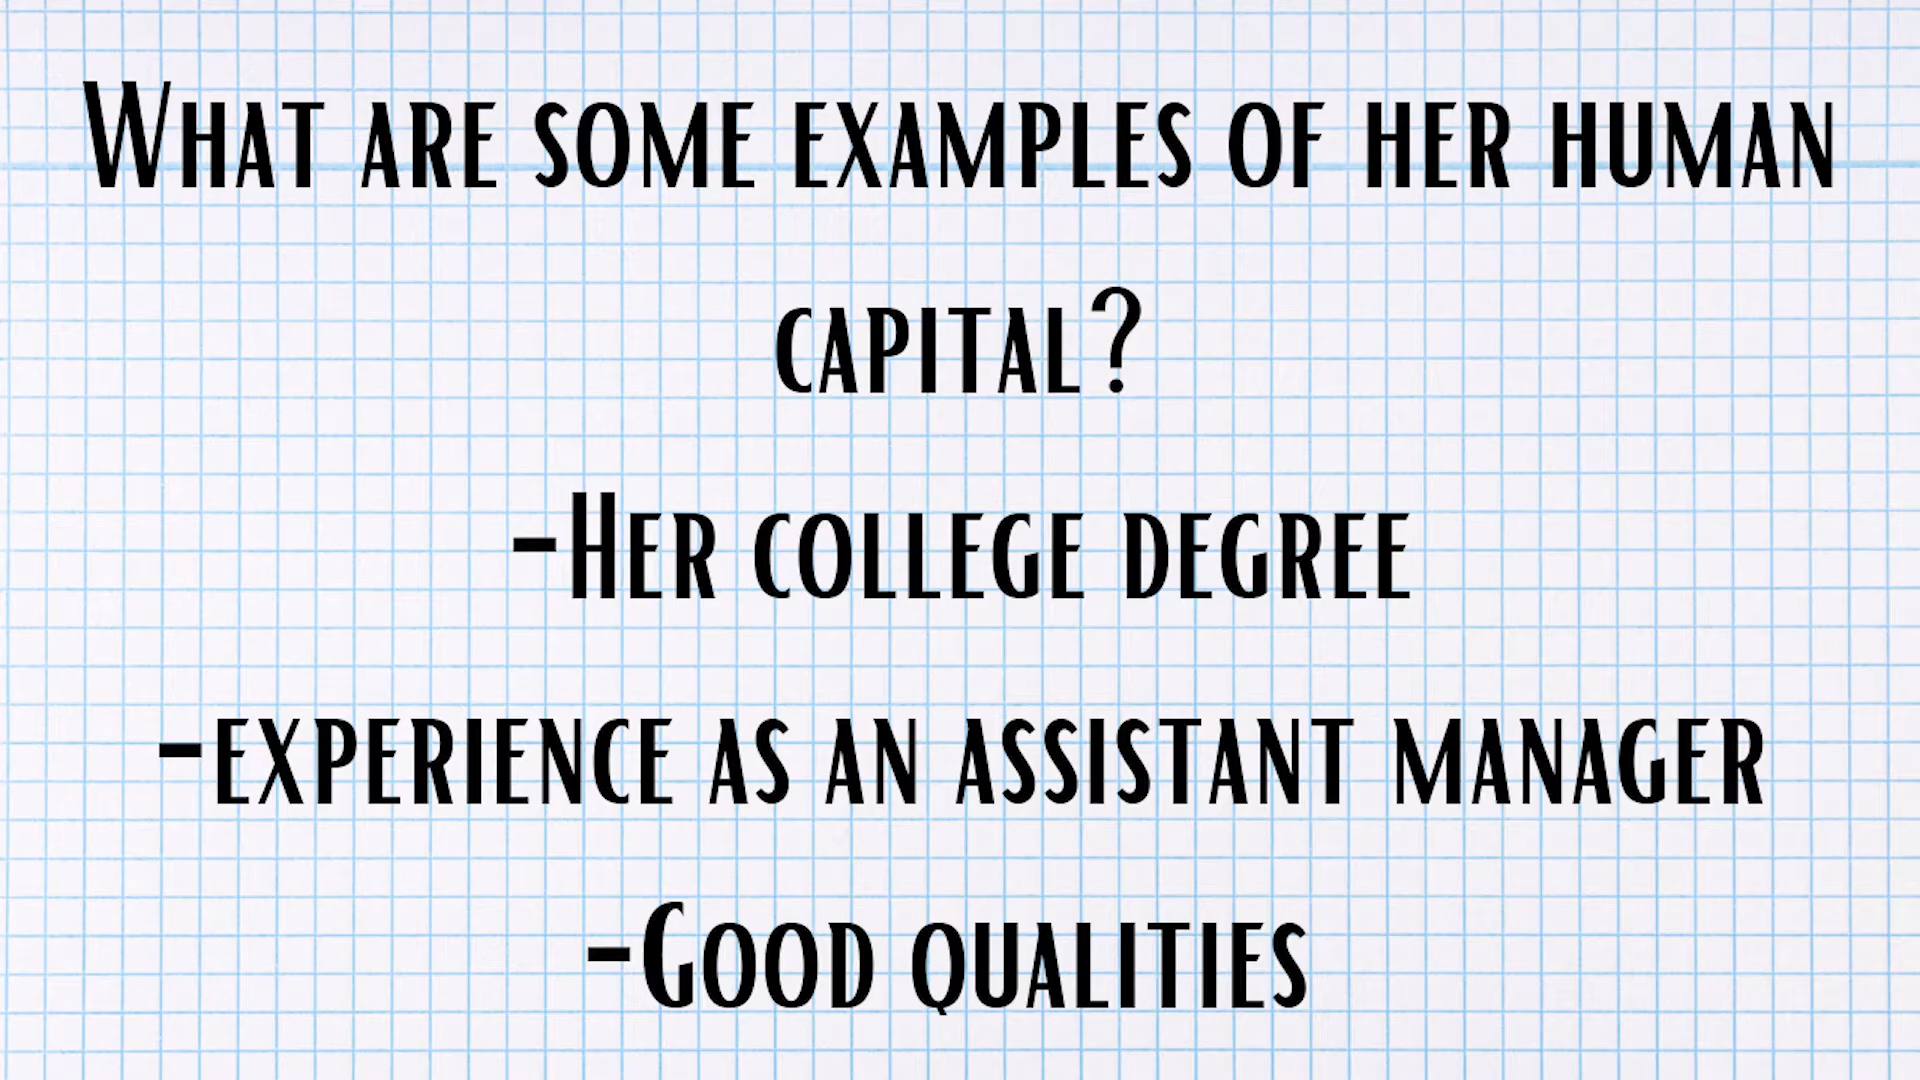 What are some examples of her human
capital?
-Her college degree
-experience as an assistant manager
-Good qualities